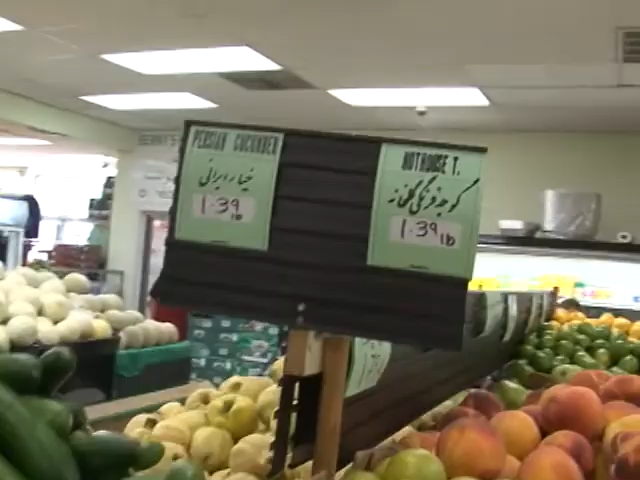 PERSIAN CUCUMBER
خیار ایرانی
1.39 lb
HOTHOUSE T.
گوجه فرنگی گلخانه
1.39 lb